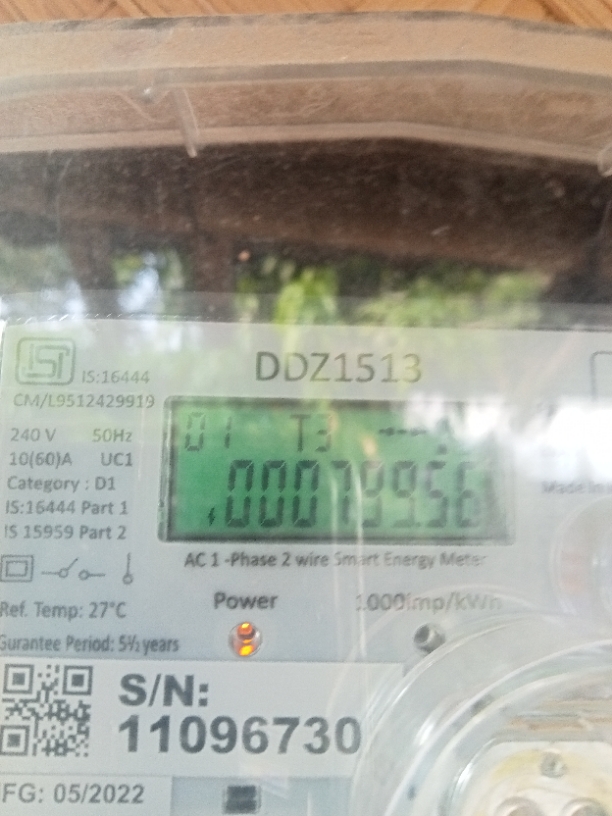 ISI
IS:16444
CM/L9512429919
DDZ1513
240 V 50Hz
10(60)A UC1
Category : D1
IS:16444 Part 1
IS 15959 Part 2
01 T3
000799.56
AC 1 -Phase 2 wire Smart Energy Meter
Ref. Temp: 27°C
Power
1000imp/kWh
Gurantee Period: 5½ years
S/N:
11096730
FG: 05/2022
Made in